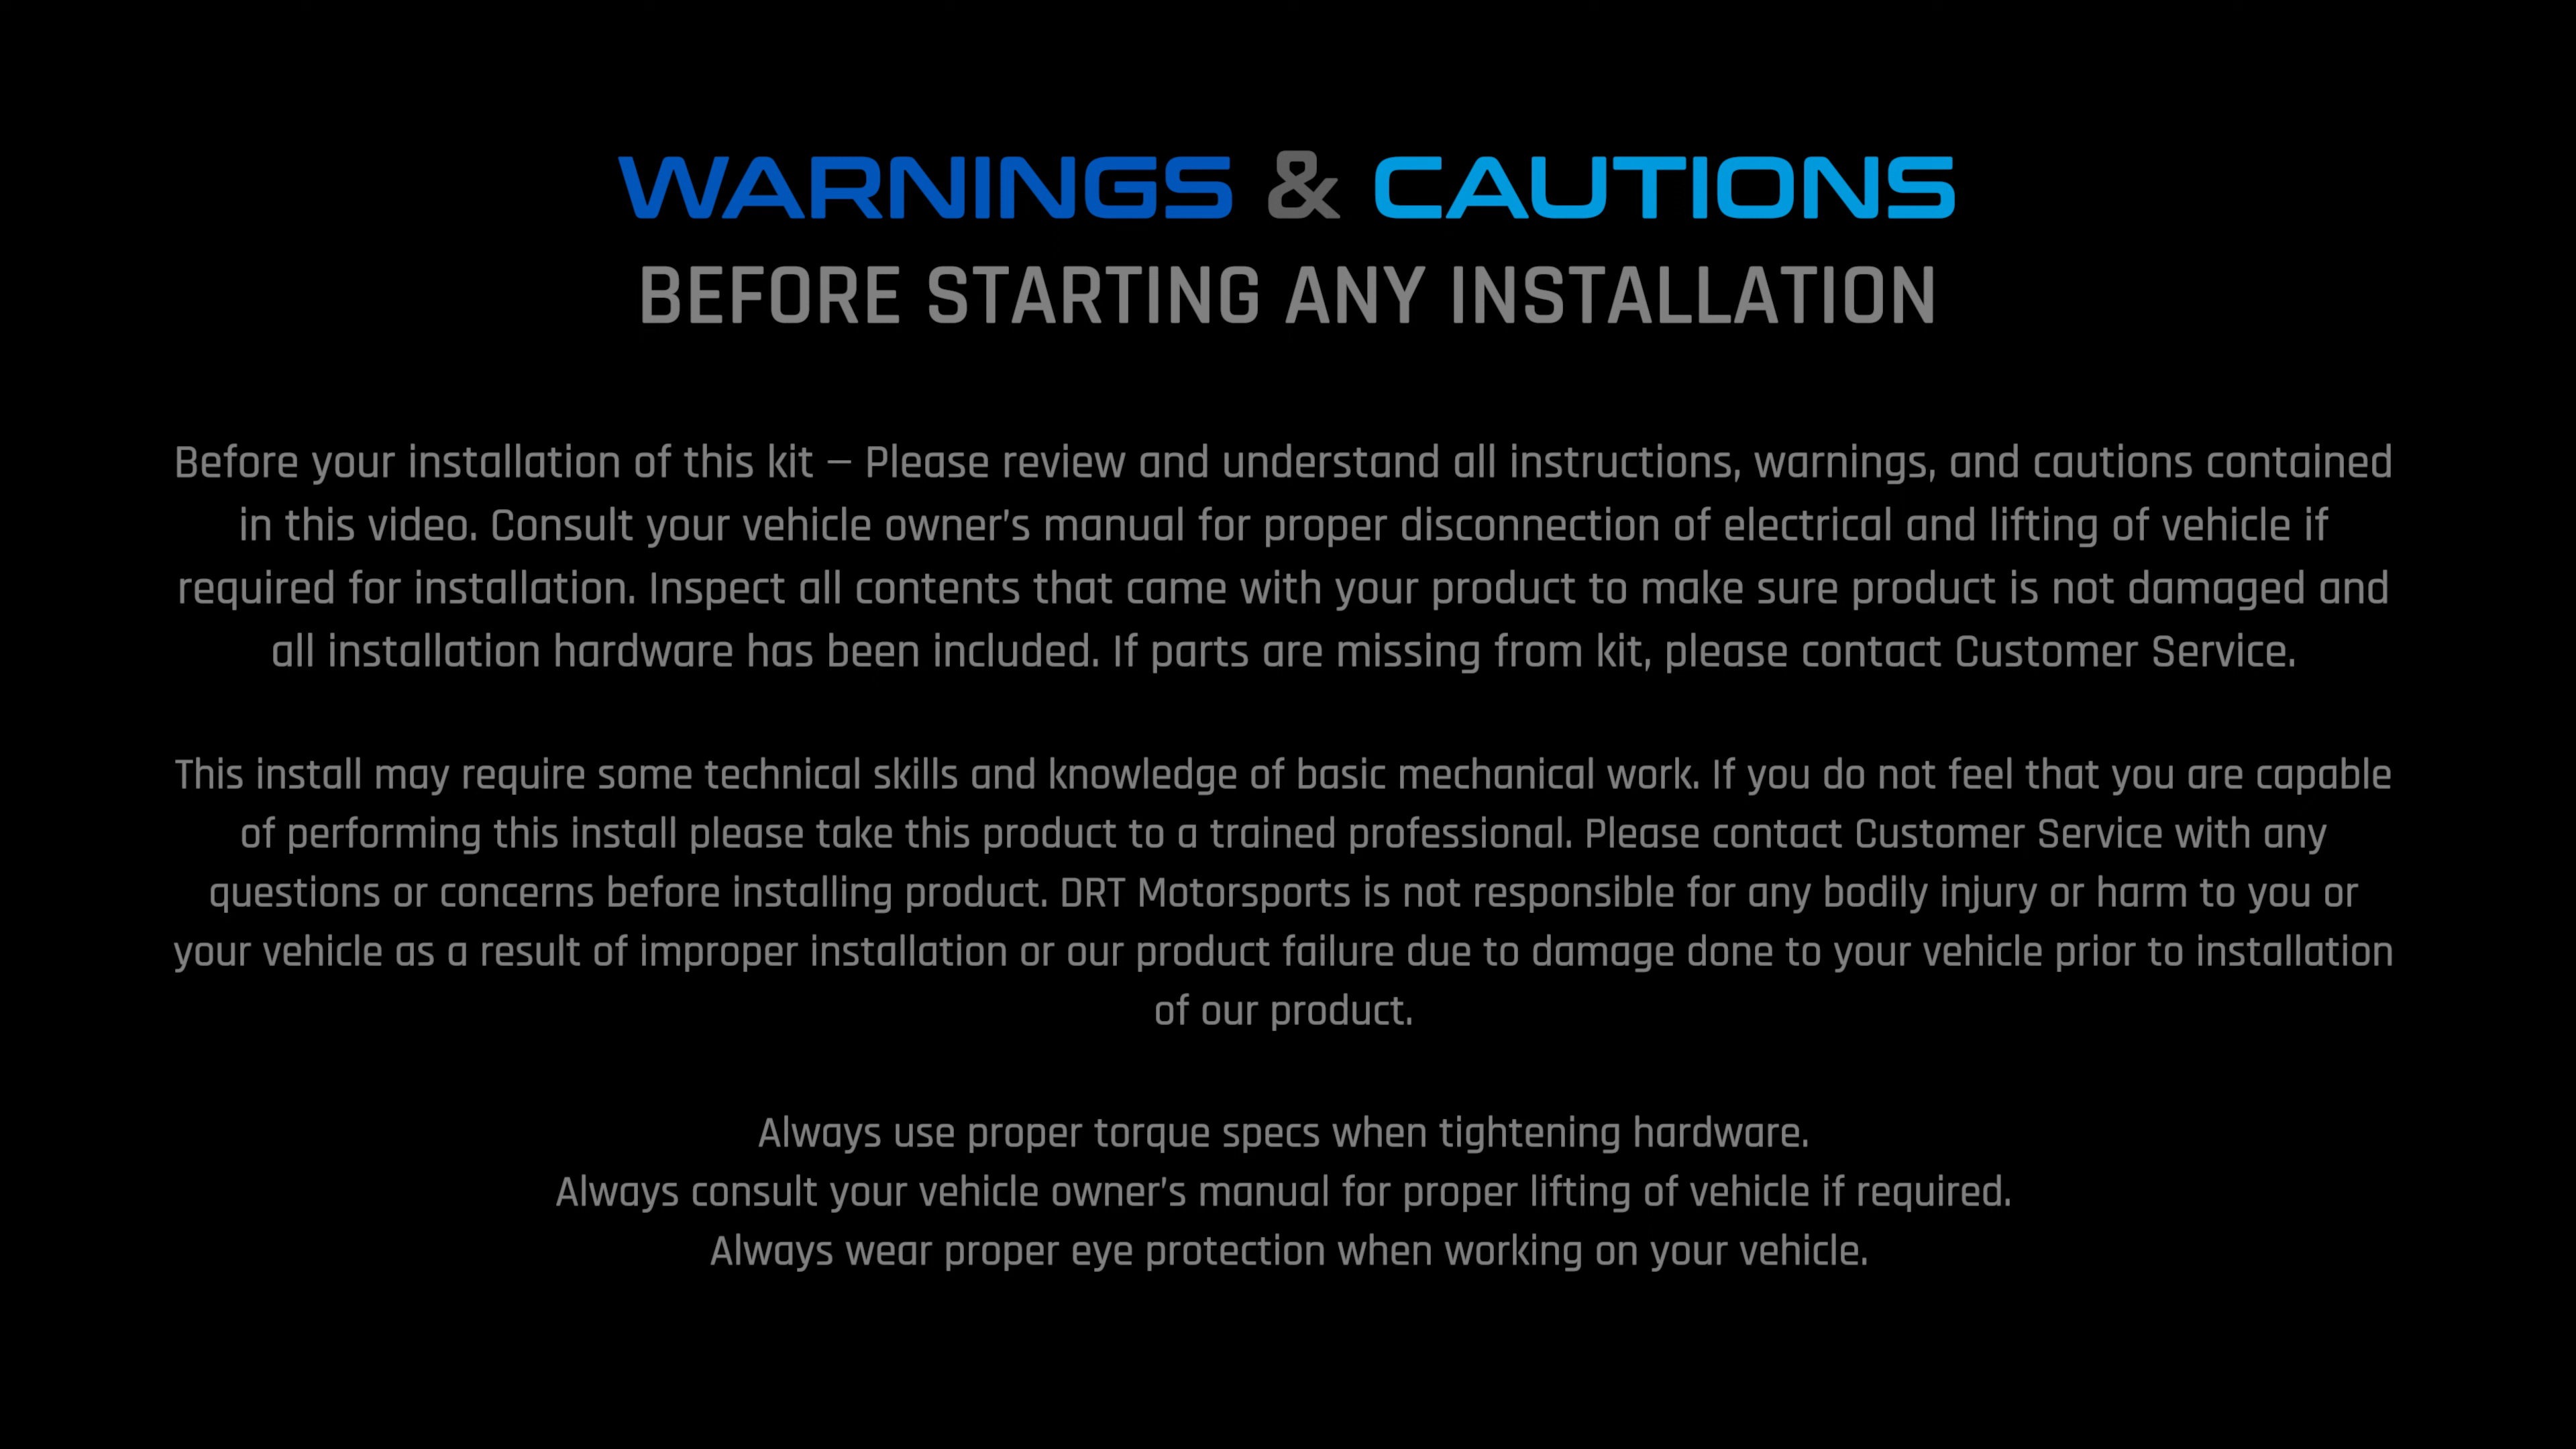 WARNINGS & CAUTIONS
BEFORE STARTING ANY INSTALLATION
Before your installation of this kit – Please review and understand all instructions, warnings, and cautions contained
in this video. Consult your vehicle owner's manual for proper disconnection of electrical and lifting of vehicle if
required for installation. Inspect all contents that came with your product to make sure product is not damaged and
all installation hardware has been included. If parts are missing from kit, please contact Customer Service.
This install may require some technical skills and knowledge of basic mechanical work. If you do not feel that you are capable
of performing this install please take this product to a trained professional. Please contact Customer Service with any
questions or concerns before installing product. DRT Motorsports is not responsible for any bodily injury or harm to you or
your vehicle as a result of improper installation or our product failure due to damage done to your vehicle prior to installation
of our product.
Always use proper torque specs when tightening hardware.
Always consult your vehicle owner's manual for proper lifting of vehicle if required.
Always wear proper eye protection when working on your vehicle.